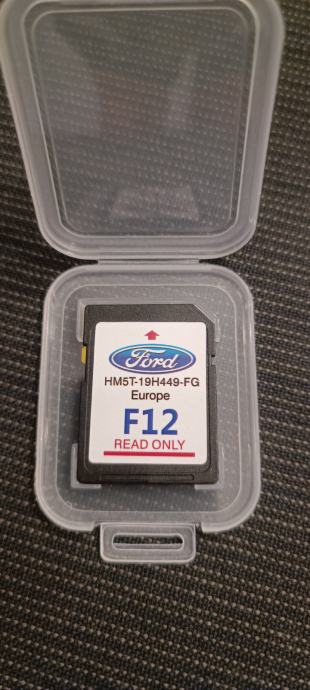 Ford
HM5T-19H449-FG
Europe
F12
READ ONLY